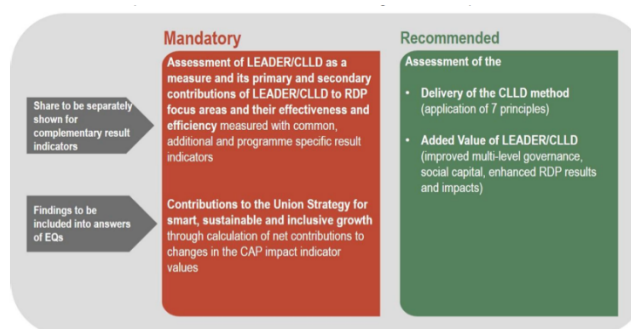 Mandatory
Recommended
Share to be separately
shown for
complementary result
indicators
Findings to be
included into answers
of EQs
Assessment of LEADER/CLLD as a
measure and its primary and secondary
contributions of LEADER/CLLD to RDP
focus areas and their effectiveness and
efficiency measured with common,
additional and programme specific result
indicators
Contributions to the Union Strategy for
smart, sustainable and inclusive growth
through calculation of net contributions to
changes in the CAP impact indicator
values
Assessment of the
• Delivery of the CLLD method
(application of 7 principles)
• Added Value of LEADER/CLLD
(improved multi-level governance,
social capital, enhanced RDP results
and impacts)